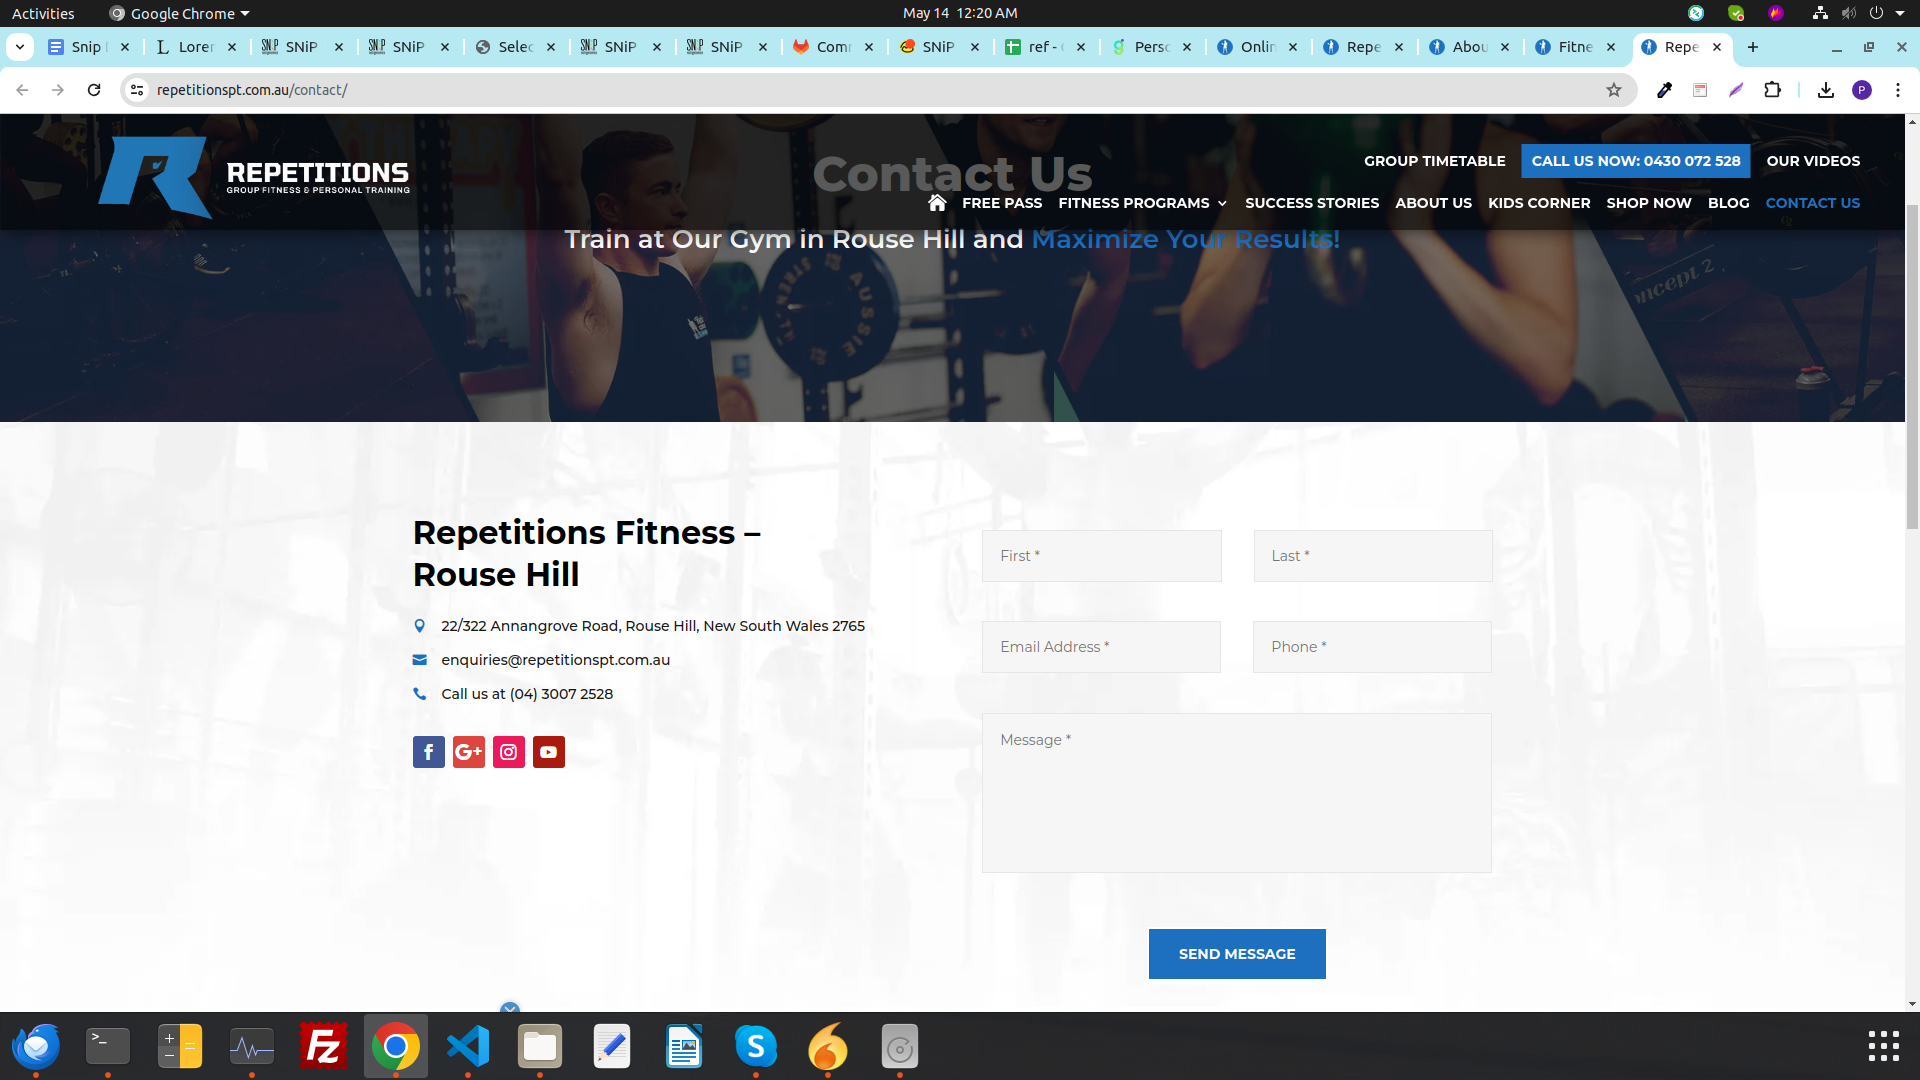 Activities
Google Chrome
May 14 12:20 AM
Snip
Lorer
SNiP
SNiP
Selec
SNiP
SNiP
Comr
SNiP
ref -
Persc
Onlin
Repe
Abou
Fitne
Repe
repetitionspt.com.au/contact/
P
REPETITIONS
GROUP FITNESS & PERSONAL TRAINING
GROUP TIMETABLE
CALL US NOW: 0430 072 528
OUR VIDEOS
FREE PASS
FITNESS PROGRAMS
SUCCESS STORIES
ABOUT US
KIDS CORNER
SHOP NOW
BLOG
CONTACT US
Contact Us
Train at Our Gym in Rouse Hill and Maximize Your Results!
AUSSIE
STRENGTH
oncept 2
Repetitions Fitness –
Rouse Hill
22/322 Annangrove Road, Rouse Hill, New South Wales 2765
enquiries@repetitionspt.com.au
Call us at (04) 3007 2528
First *
Last *
Email Address *
Phone *
Message *
SEND MESSAGE